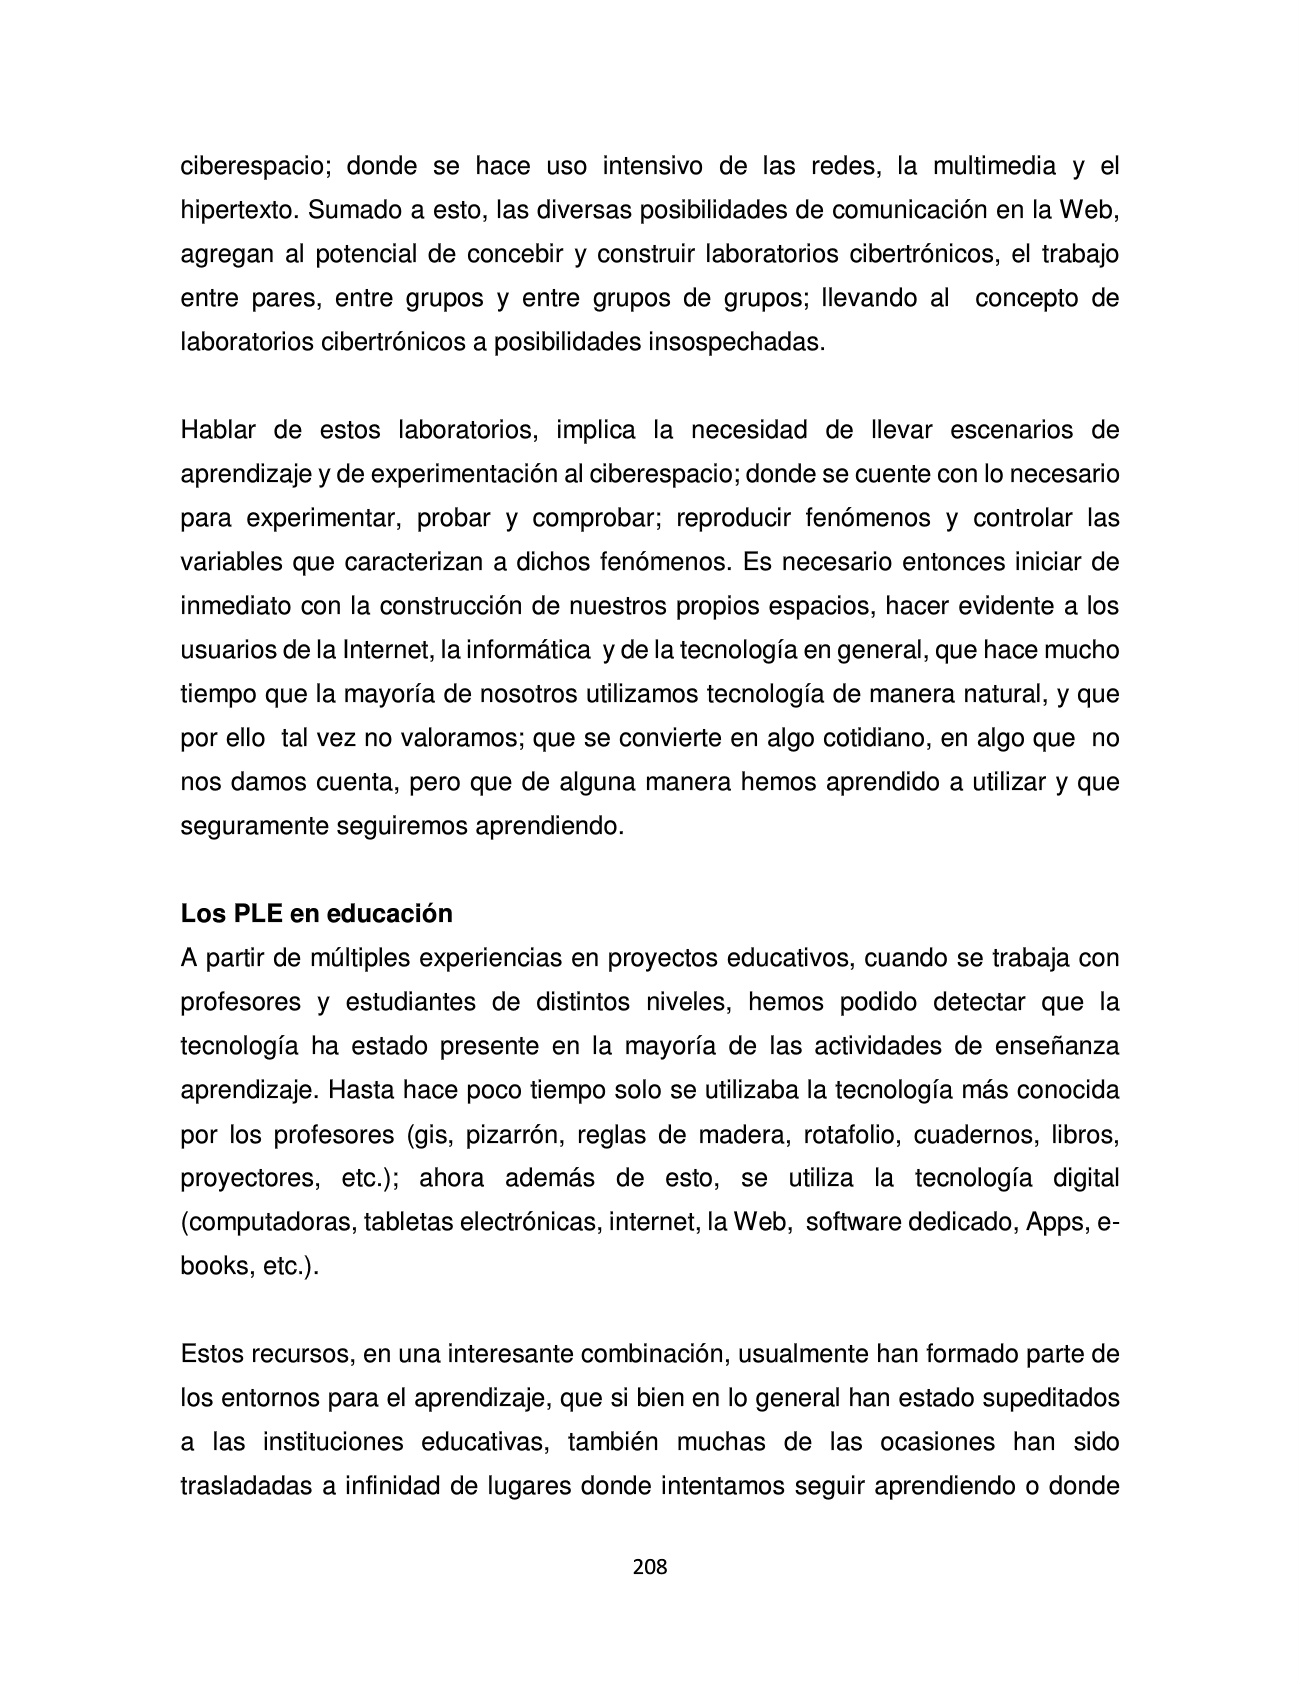 ciberespacio; donde se hace uso intensivo de las redes, la multimedia y el
hipertexto. Sumado a esto, las diversas posibilidades de comunicación en la Web,
agregan al potencial de concebir y construir laboratorios cibertrónicos, el trabajo
entre pares, entre grupos y entre grupos de grupos; llevando al  concepto de
laboratorios cibertrónicos a posibilidades insospechadas.

Hablar de estos laboratorios, implica la necesidad de llevar escenarios de
aprendizaje y de experimentación al ciberespacio; donde se cuente con lo necesario
para experimentar, probar y comprobar; reproducir fenómenos y controlar las
variables que caracterizan a dichos fenómenos. Es necesario entonces iniciar de
inmediato con la construcción de nuestros propios espacios, hacer evidente a los
usuarios de la Internet, la informática  y de la tecnología en general, que hace mucho
tiempo que la mayoría de nosotros utilizamos tecnología de manera natural, y que
por ello  tal vez no valoramos; que se convierte en algo cotidiano, en algo que  no
nos damos cuenta, pero que de alguna manera hemos aprendido a utilizar y que
seguramente seguiremos aprendiendo.

Los PLE en educación
A partir de múltiples experiencias en proyectos educativos, cuando se trabaja con
profesores y estudiantes de distintos niveles, hemos podido detectar que la
tecnología ha estado presente en la mayoría de las actividades de enseñanza
aprendizaje. Hasta hace poco tiempo solo se utilizaba la tecnología más conocida
por los profesores (gis, pizarrón, reglas de madera, rotafolio, cuadernos, libros,
proyectores, etc.); ahora además de esto, se utiliza la tecnología digital
(computadoras, tabletas electrónicas, internet, la Web,  software dedicado, Apps, e-
books, etc.).

Estos recursos, en una interesante combinación, usualmente han formado parte de
los entornos para el aprendizaje, que si bien en lo general han estado supeditados
a las instituciones educativas, también muchas de las ocasiones han sido
trasladadas a infinidad de lugares donde intentamos seguir aprendiendo o donde

208